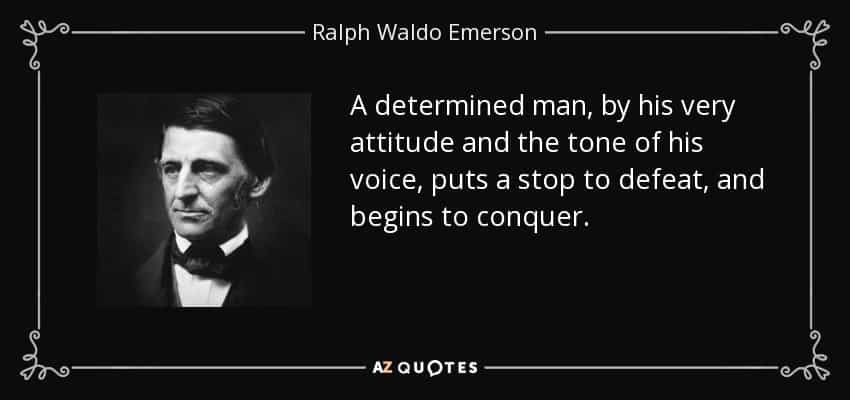 Ralph Waldo Emerson
A determined man, by his very
attitude and the tone of his
voice, puts a stop to defeat, and
begins to conquer.
AZ QUOTES